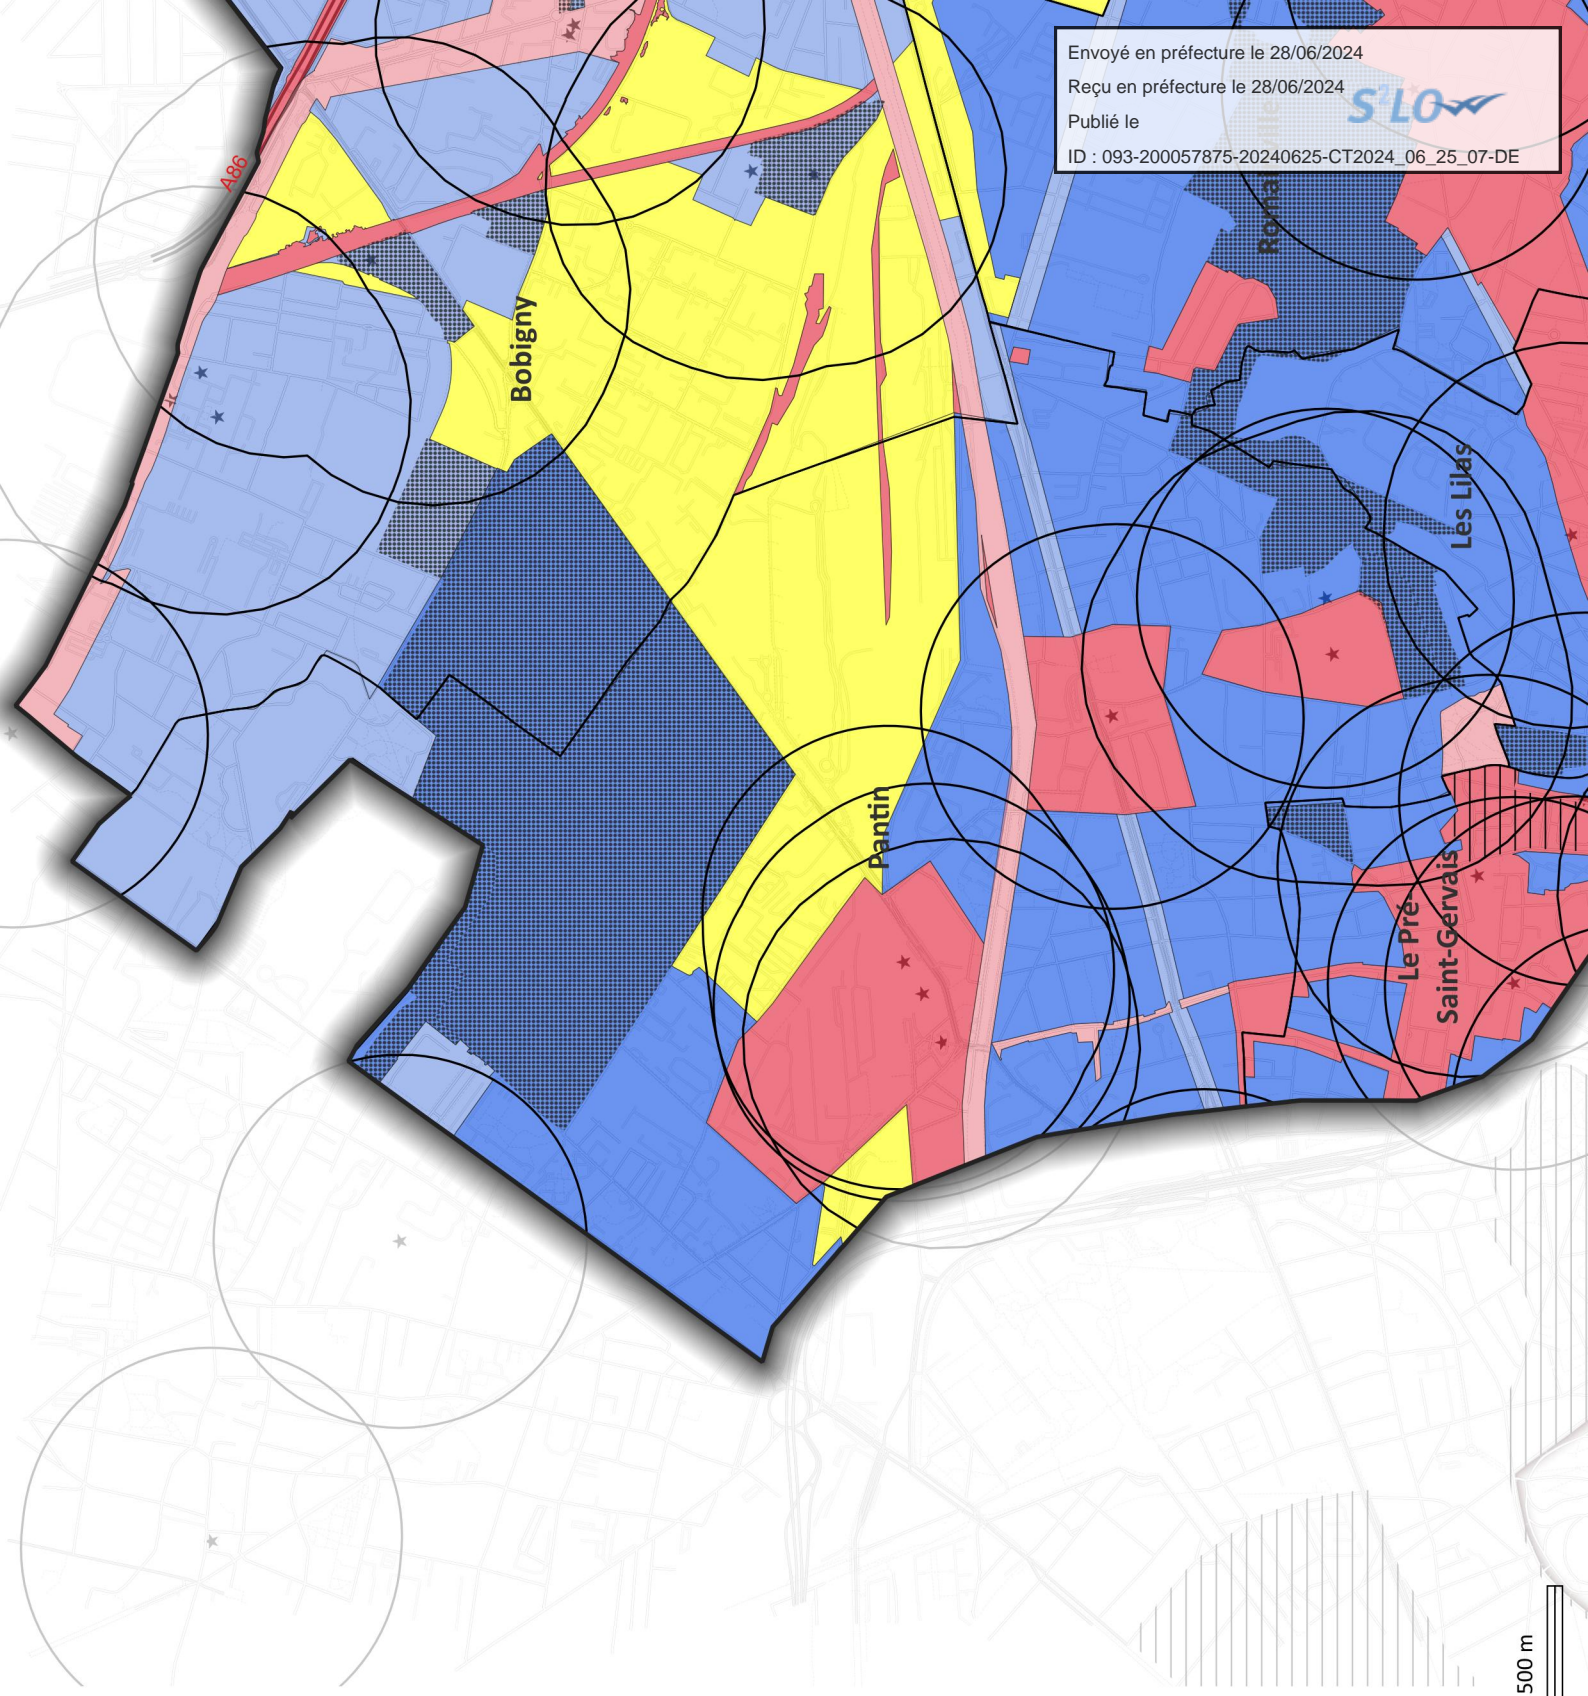 Envoyé en préfecture le 28/06/2024
Reçu en préfecture le 28/06/2024
Publié le
S²LO
ID : 093-200057875-20240625-CT2024_06_25_07-DE
A86
Bobigny
Les Lilas
Pantin
Le Pré-
Saint-Gervais
500 m